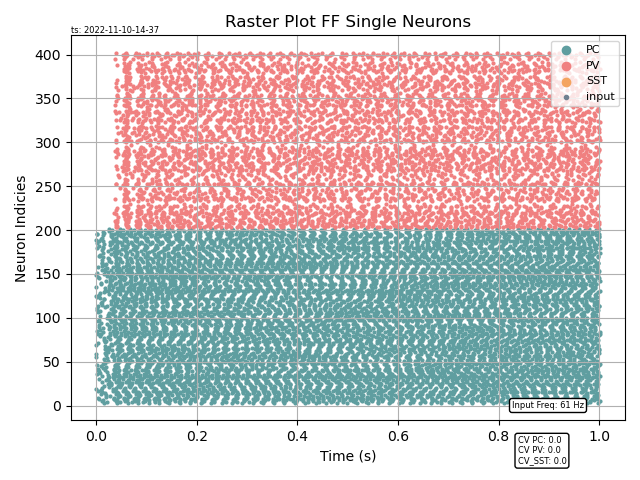 Raster Plot FF Single Neurons
ts: 2022-11-10-14-37
PC
PV
SST
input
Neuron Indicies
400
350
300
250
200
150
100
50
0
Input Freq: 61 Hz
0.0 0.2 0.4 0.6 0.8 1.0
Time (s)
CV PC: 0.0
CV PV: 0.0
CV_SST: 0.0